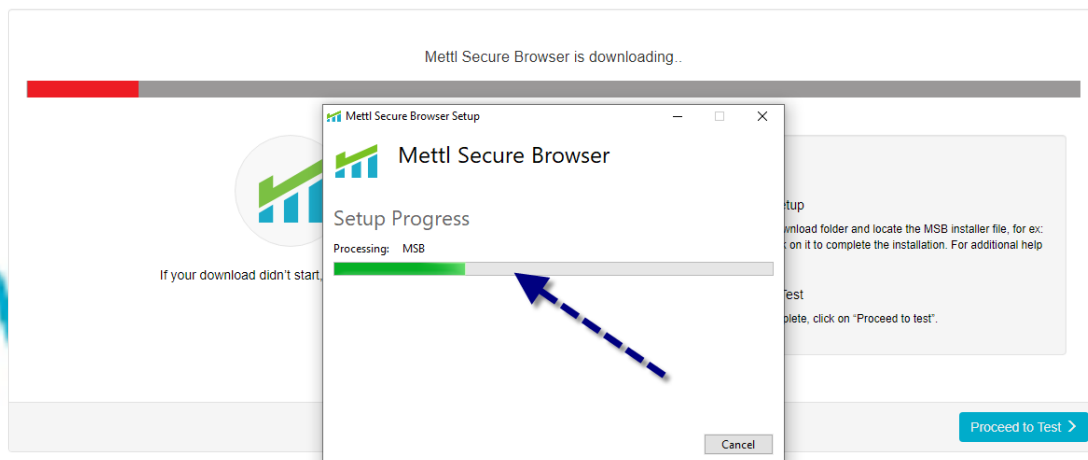 Mettl Secure Browser is downloading..
Mettl Secure Browser Setup
Mettl Secure Browser
Setup Progress
Processing: MSB
Cancel
If your download didn't start,
wnload folder and locate the MSB installer file, for ex:
on it to complete the installation. For additional help
plete, click on “Proceed to test”.
Proceed to Test